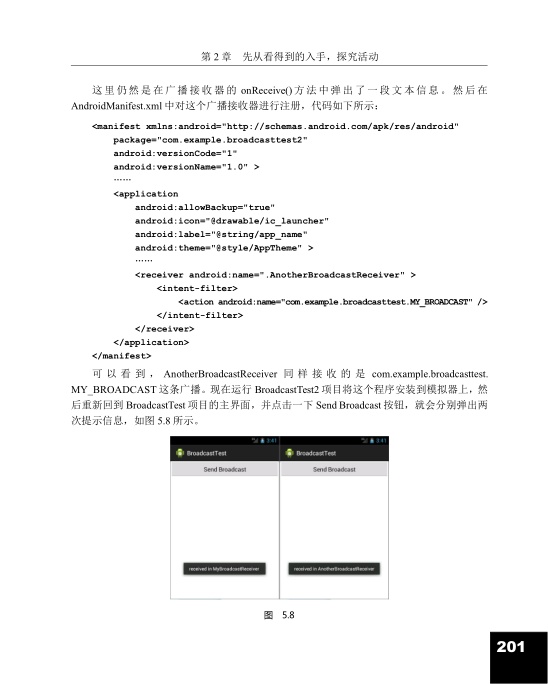 第 2 章 先从看得到的入手，探究活动
这里仍然是在广播接收器的 onReceive()方法中弹出了一段文本信息。然后在
AndroidManifest.xml 中对这个广播接收器进行注册，代码如下所示：
<manifest xmlns:android="http://schemas.android.com/apk/res/android"
package="com.example.broadcasttest2"
android:versionCode="1"
android:versionName="1.0" >
……
<application
android:allowBackup="true"
android:icon="@drawable/ic_launcher"
android:label="@string/app_name"
android:theme="@style/AppTheme" >
……
<receiver android:name=".AnotherBroadcastReceiver" >
<intent-filter>
<action android:name="com.example.broadcasttest.MY_BROADCAST" />
</intent-filter>
</receiver>
</application>
</manifest>
可以看到，AnotherBroadcastReceiver 同样接收的是 com.example.broadcasttest.
MY_BROADCAST 这条广播。现在运行 BroadcastTest2 项目将这个程序安装到模拟器上，然
后重新回到 BroadcastTest 项目的主界面，并点击一下 Send Broadcast 按钮，就会分别弹出两
次提示信息，如图 5.8 所示。
3:41 3:41
BroadcastTest BroadcastTest
Send Broadcast Send Broadcast
received in MyBroadcastReceiver received in AnotherBroadcastReceiver
图 5.8
201